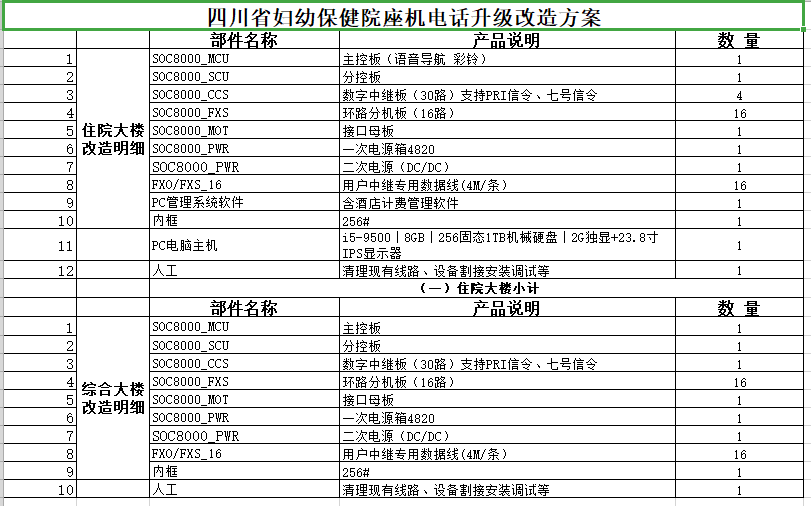 四川省妇幼保健院座机电话升级改造方案
部件名称 产品说明 数 量
1 SOC8000_MCU 主控板（语音导航 彩铃） 1
2 SOC8000_SCU 分控板 1
3 SOC8000_CCS 数字中继板（30路）支持PRI信令、七号信令 4
4 SOC8000_FXS 环路分机板（16路） 16
住院大楼
改造明细
5 SOC8000_MOT 接口母板 1
6 SOC8000_PWR 一次电源箱4820 1
7 SOC8000_PWR 二次电源（DC/DC） 1
8 FXO/FXS_16 用户中继专用数据线(4M/条) 16
9 PC管理系统软件 含酒店计费管理软件 1
10 内框 256# 1
11 PC电脑主机 i5-9500｜8GB｜256固态1TB机械硬盘｜2G独显+23.8寸
IPS显示器 1
12 人工 清理现有线路、设备割接安装调试等 1
（一）住院大楼小计
部件名称 产品说明 数 量
1 SOC8000_MCU 主控板 1
2 SOC8000_SCU 分控板 1
3 SOC8000_CCS 数字中继板（30路）支持PRI信令、七号信令 1
4 SOC8000_FXS 环路分机板（16路） 16
综合大楼
改造明细
5 SOC8000_MOT 接口母板 1
6 SOC8000_PWR 一次电源箱4820 1
7 SOC8000_PWR 二次电源（DC/DC） 1
8 FXO/FXS_16 用户中继专用数据线(4M/条) 16
9 内框 256# 1
10 人工 清理现有线路、设备割接安装调试等 1